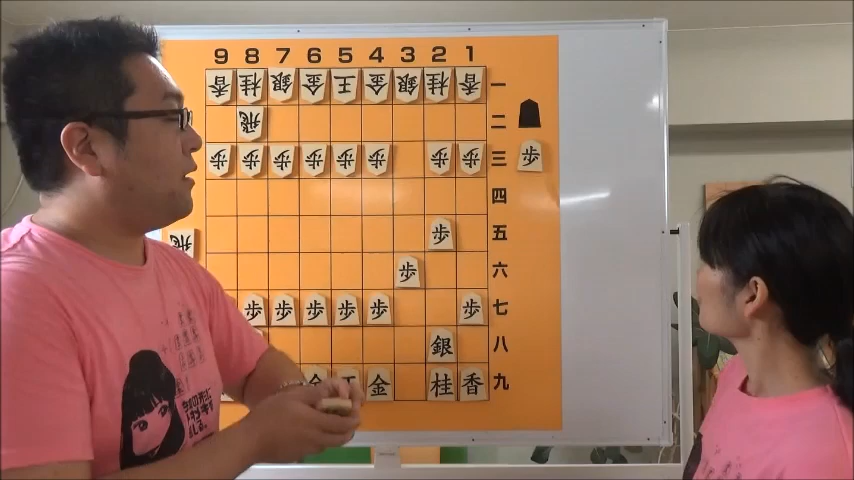 9 8 7 6 5 4 3 2 1
香 桂 銀 金 王 金 銀 桂 香 一
飛 二
歩 歩 歩 歩 歩 歩 歩 歩 三 歩
四
飛 歩 五
歩 六
歩 歩 歩 歩 歩 歩 七
銀 八
金 金 桂 香 九